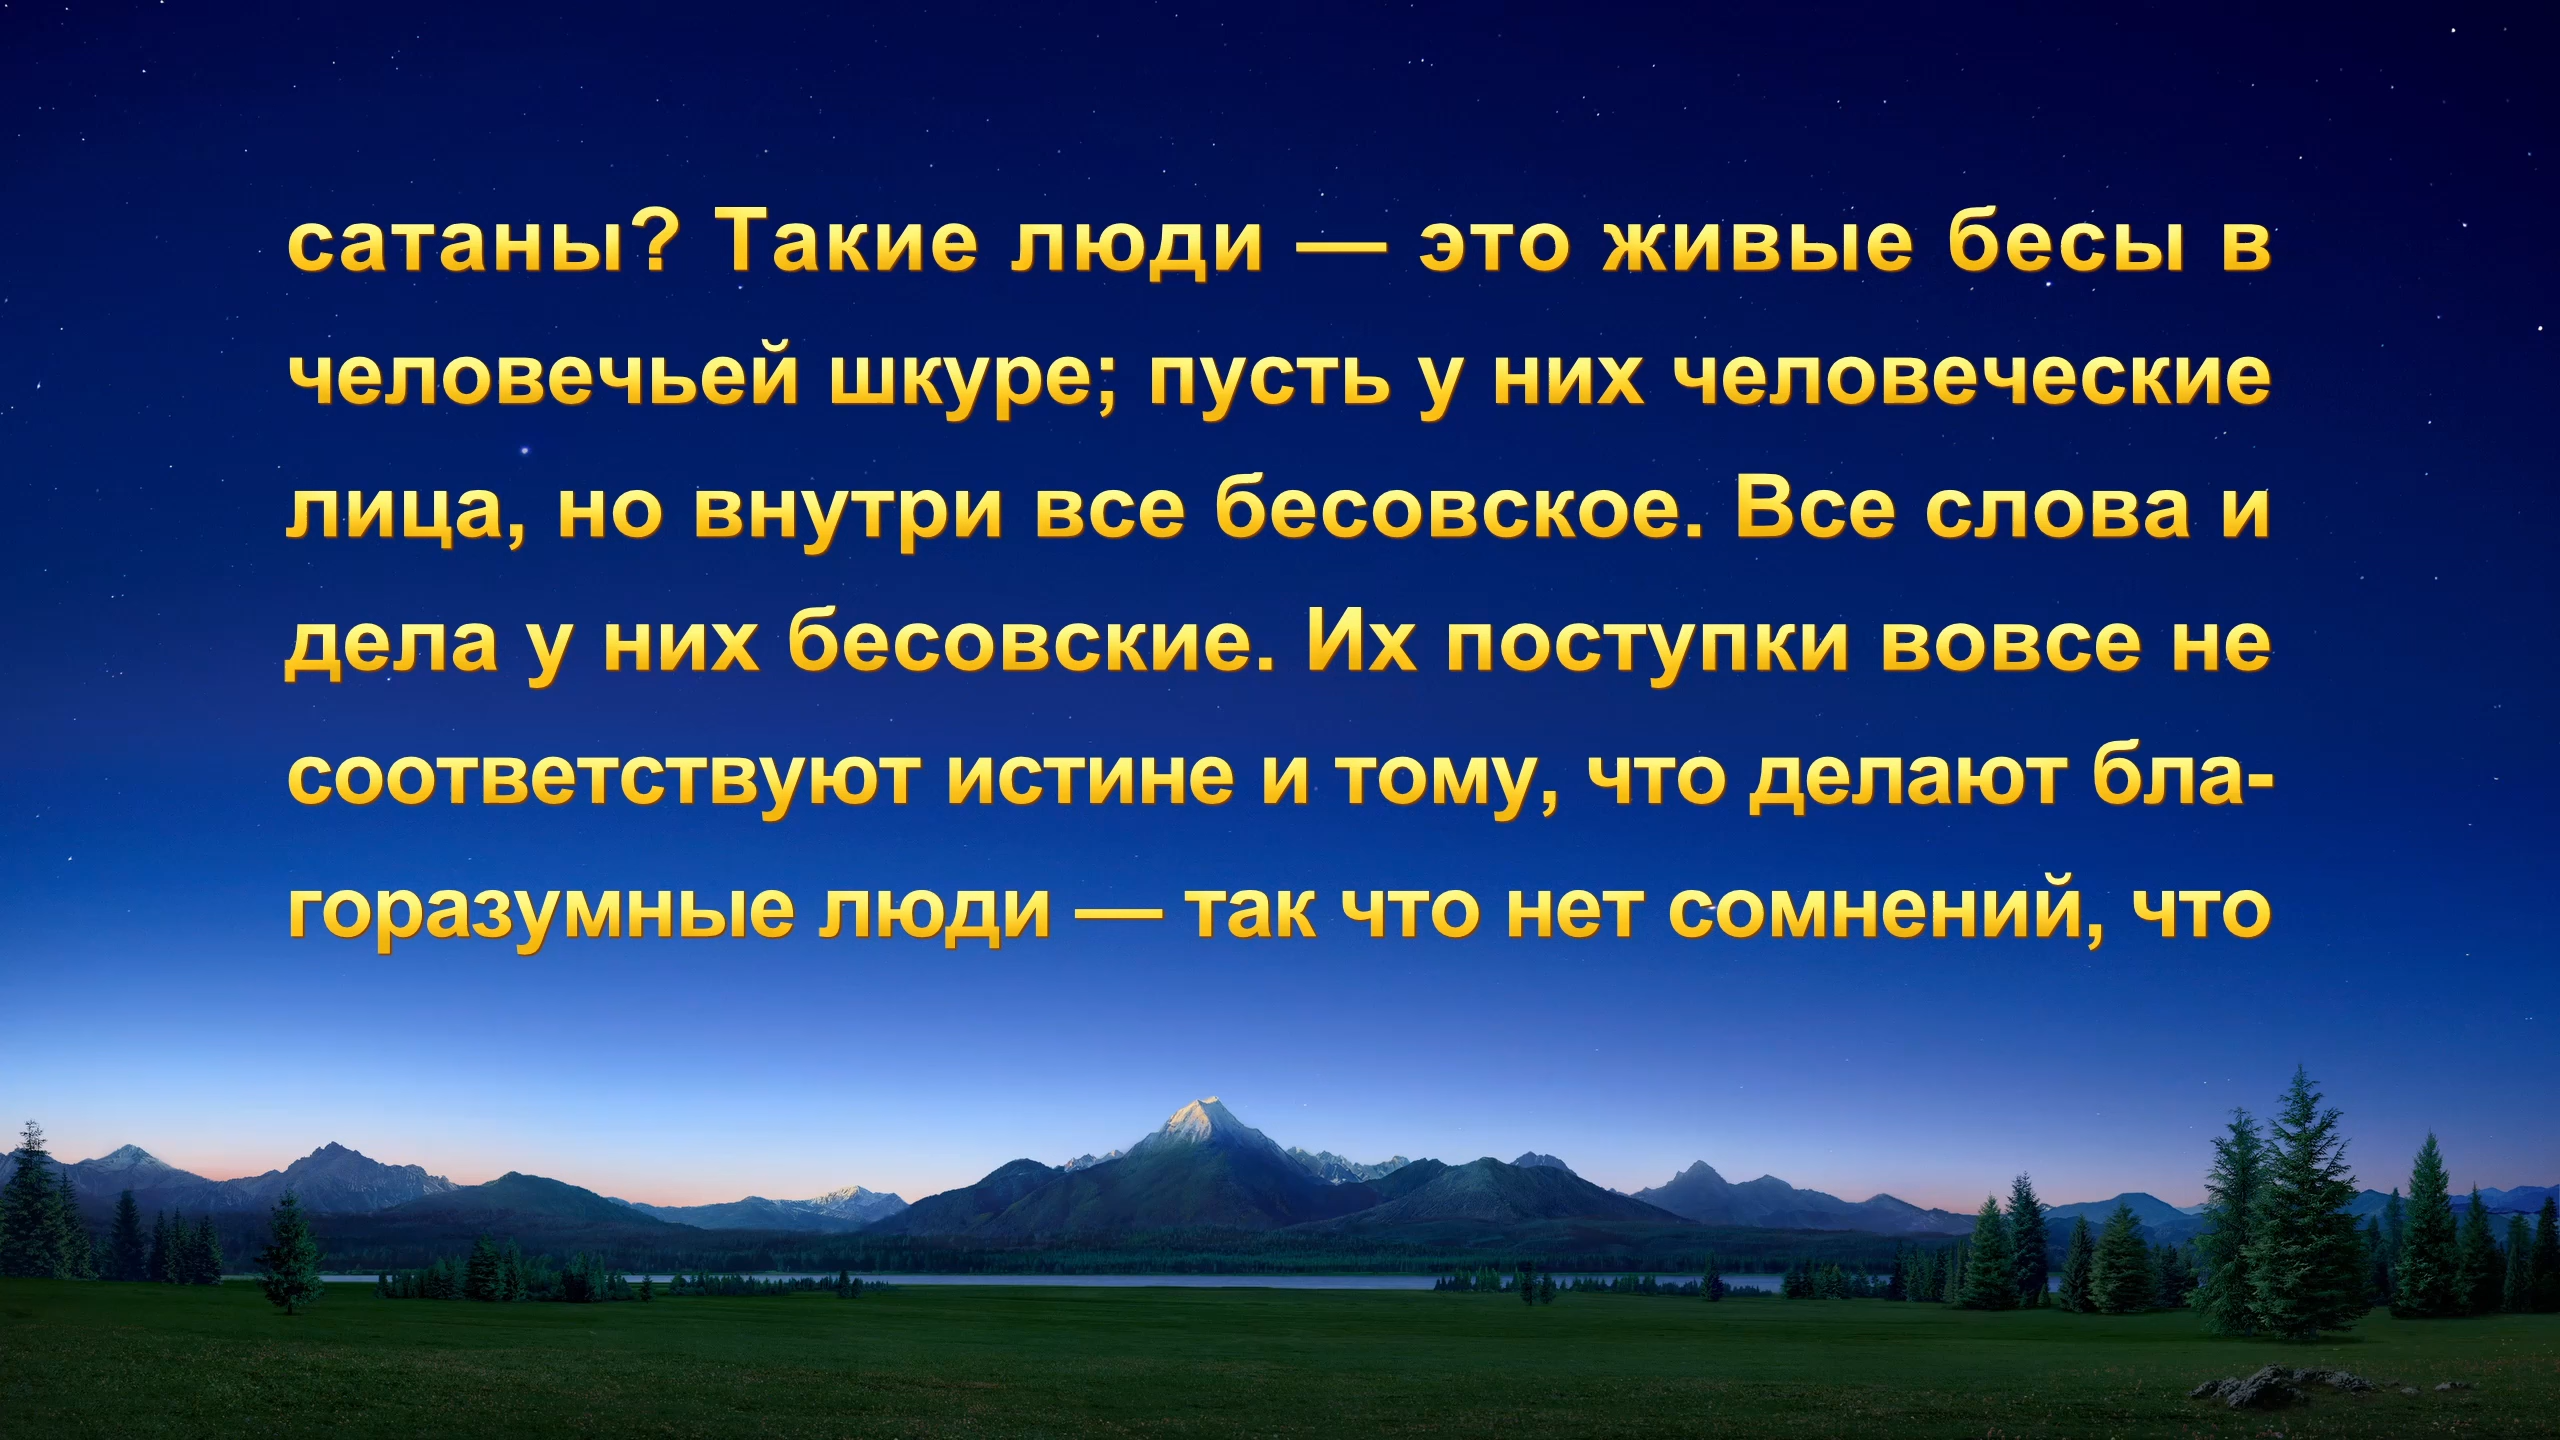 сатаны? Такие люди — это живые бесы в
человечьей шкуре; пусть у них человеческие
лица, но внутри все бесовское. Все слова и
дела у них бесовские. Их поступки вовсе не
соответствуют истине и тому, что делают бла-
горазумные люди — так что нет сомнений, что